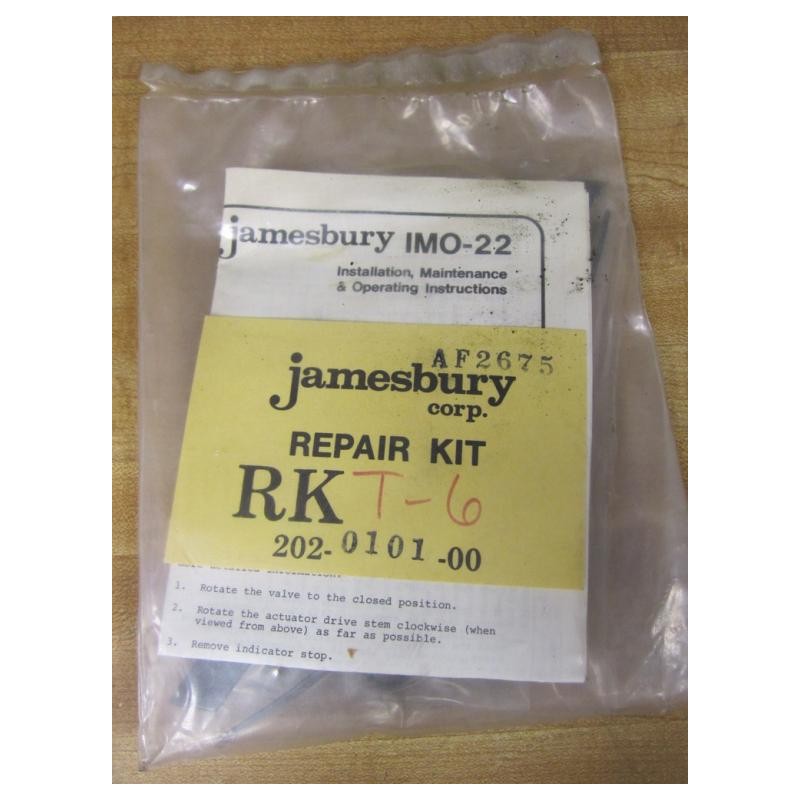 jamesbury IMO-22
Installation, Maintenance
& Operating Instructions
AF2675
jamesbury
corp.
REPAIR KIT
RK T-6
202-0101-00
1. Rotate the valve to the closed position.
2. Rotate the actuator drive stem clockwise (when
viewed from above) as far as possible.
3. Remove indicator stop.